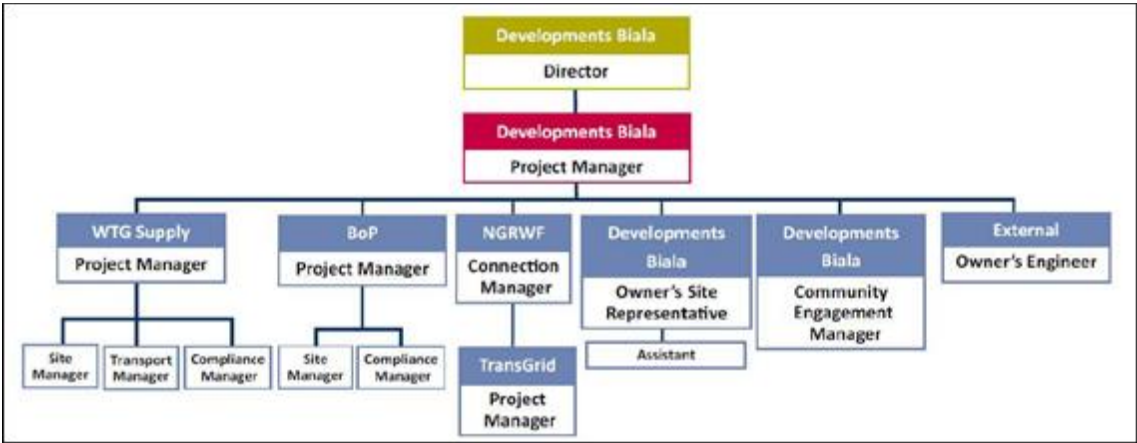 Developments Biala
Director
Developments Biala
Project Manager
WTG Supply
Project Manager
BoP
Project Manager
NGRWF
Connection
Manager
Developments
Biala
Owner's Site
Representative
Developments
Biala
Community
Engagement
Manager
External
Owner's Engineer
Site
Manager
Transport
Manager
Compliance
Manager
Site
Manager
Compliance
Manager
TransGrid
Project
Manager
Assistant